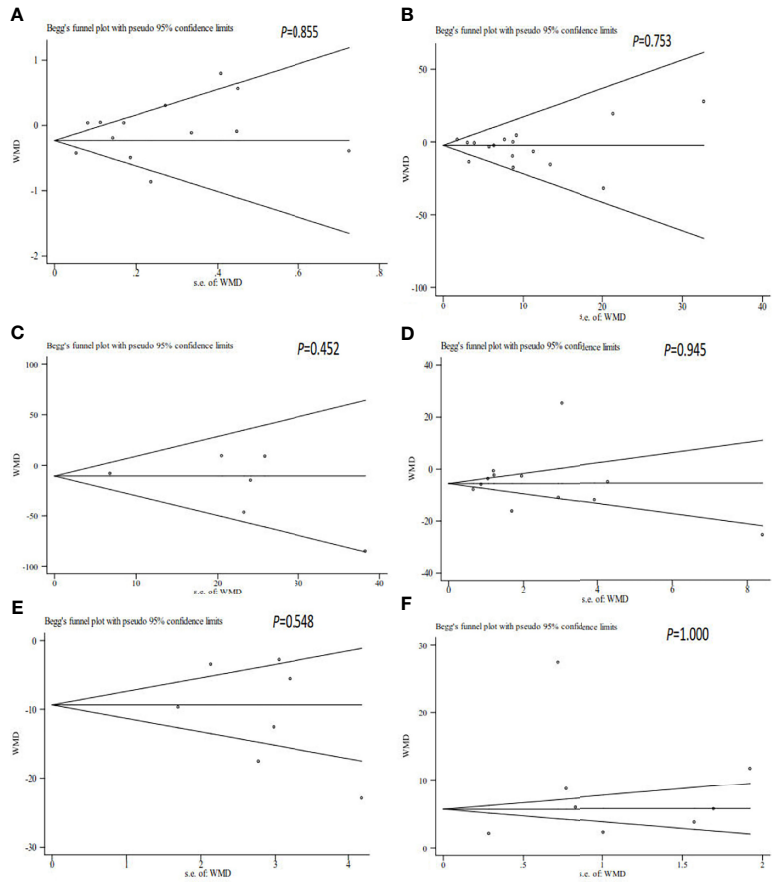 A
Begg's funnel plot with pseudo 95% confidence limits
P=0.855
1
0
-1
-2
WMD
0
.2
.4
.6
.8
s.e. of: WMD
B
Begg's funnel plot with pseudo 95% confidence limits
P=0.753
50
0
-50
-100
WMD
0
10
20
30
40
s.e. of: WMD
C
Begg's funnel plot with pseudo 95% confidence limits
P=0.452
100
50
0
-50
-100
WMD
0
10
20
30
40
s.e. of: WMD
D
Begg's funnel plot with pseudo 95% confidence limits
P=0.945
40
20
0
-20
-40
WMD
0
2
4
6
8
s.e. of: WMD
E
Begg's funnel plot with pseudo 95% confidence limits
P=0.548
0
-10
-20
-30
WMD
0
1
2
3
4
s.e. of: WMD
F
Begg's funnel plot with pseudo 95% confidence limits
P=1.000
30
20
10
0
WMD
0
.5
1
1.5
2
s.e. of: WMD